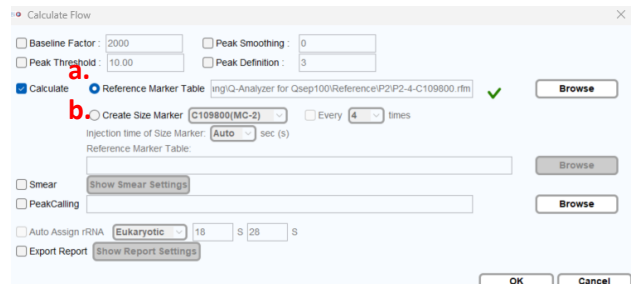 Calculate Flow
Baseline Factor : 2000 Peak Smoothing : 0
Peak Threshold : 10.00 Peak Definition : 3
a.
Calculate Reference Marker Table ing\Q-Analyzer for Qsep100\Reference\P2\P2-4-C109800.rfm Browse
b. Create Size Marker C109800(MC-2) Every 4 times
Injection time of Size Marker: Auto sec (s)
Reference Marker Table:
Browse
Smear Show Smear Settings
PeakCalling Browse
Auto Assign rRNA Eukaryotic 18 S 28 S
Export Report Show Report Settings
OK Cancel